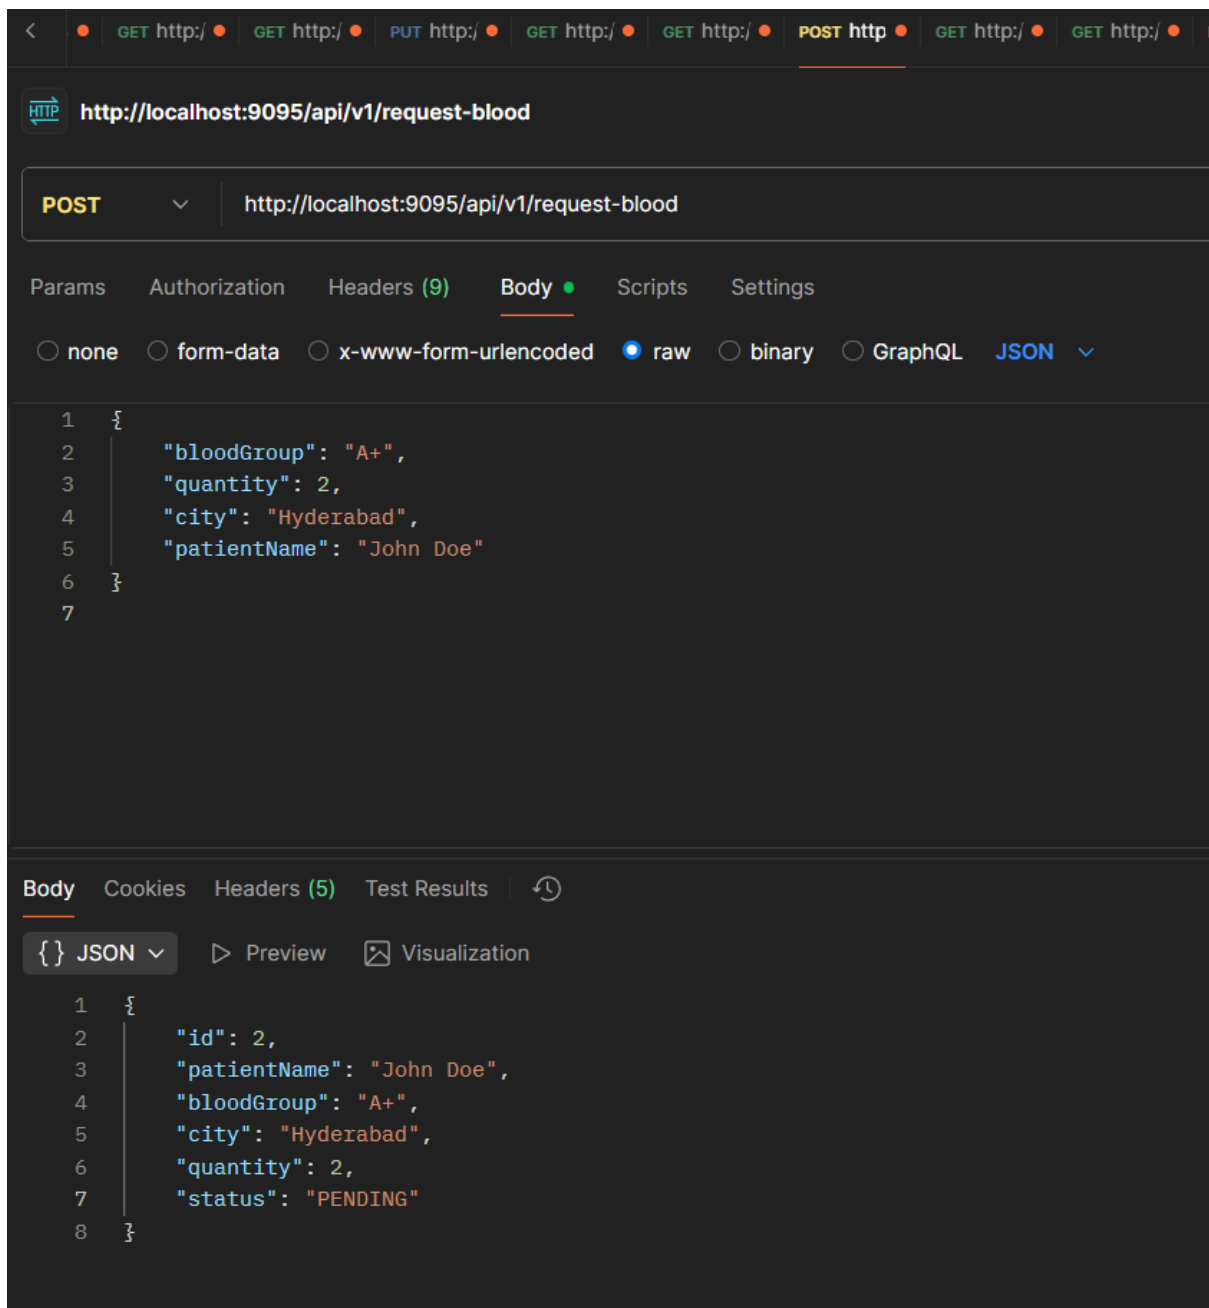 GET http:/ GET http:/ PUT http:/ GET http:/ GET http:/ POST http GET http:/ GET http:/
HTTP http://localhost:9095/api/v1/request-blood
POST http://localhost:9095/api/v1/request-blood
Params Authorization Headers (9) Body Scripts Settings
none form-data x-www-form-urlencoded raw binary GraphQL JSON
1 {
2 "bloodGroup": "A+",
3 "quantity": 2,
4 "city": "Hyderabad",
5 "patientName": "John Doe"
6 }
7
Body Cookies Headers (5) Test Results
{} JSON Preview Visualization
1 {
2 "id": 2,
3 "patientName": "John Doe",
4 "bloodGroup": "A+",
5 "city": "Hyderabad",
6 "quantity": 2,
7 "status": "PENDING"
8 }